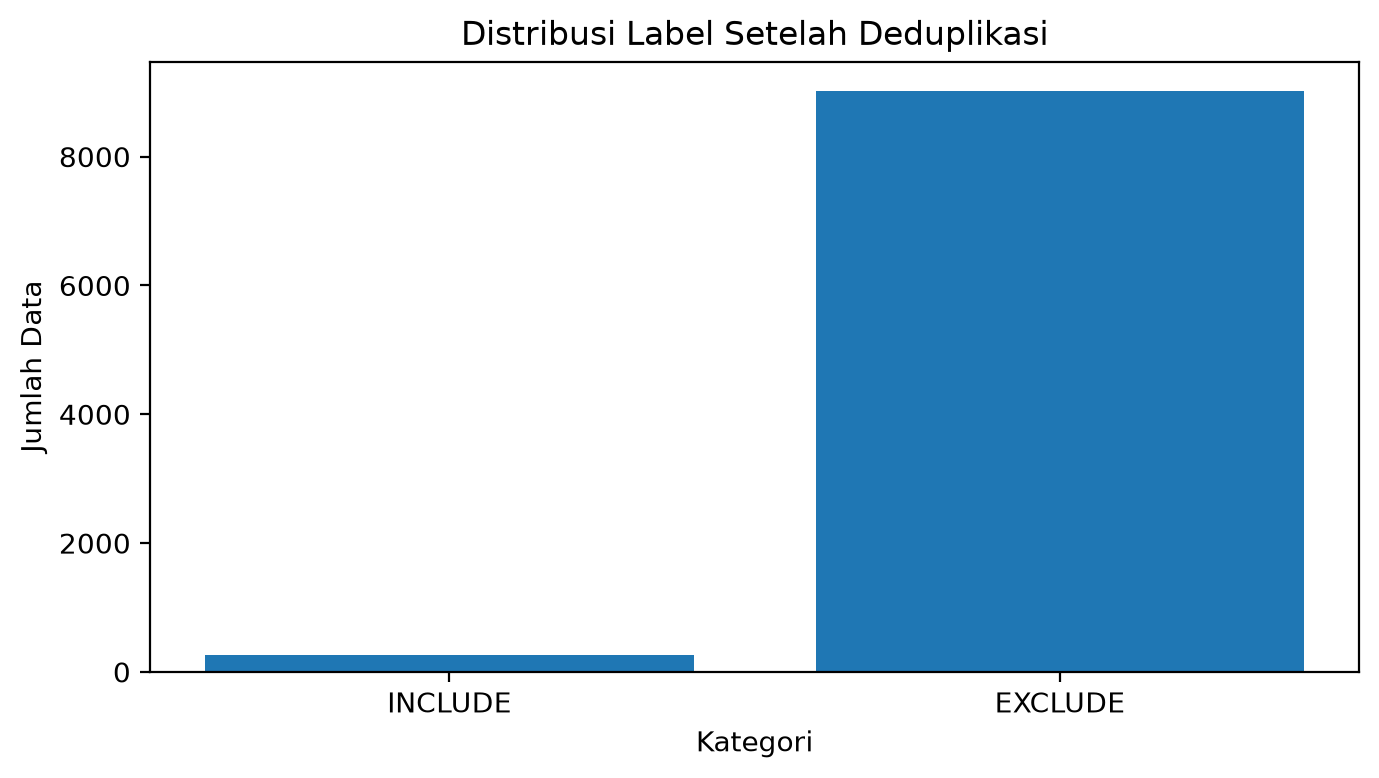 Distribusi Label Setelah Deduplikasi
8000
6000
4000
2000
0
Jumlah Data
INCLUDE
EXCLUDE
Kategori